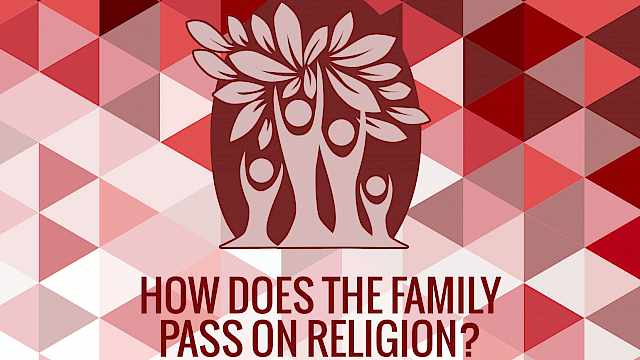 HOW DOES THE FAMILY
PASS ON RELIGION?